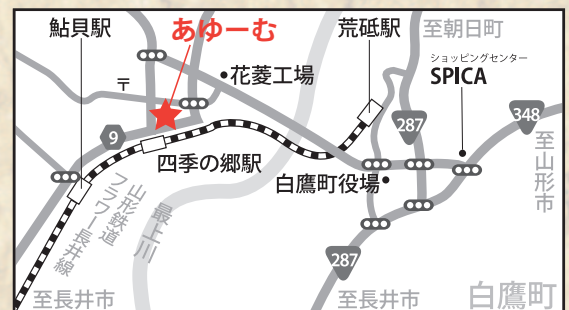 鮎貝駅
あゆーむ
荒砥駅
至朝日町
ショッピングセンター
SPICA
〒
花菱工場
348
287
9
四季の郷駅
至山形市
白鷹町役場
山形鉄道
フラワー長井線
最上川
287
至長井市
至長井市
白鷹町